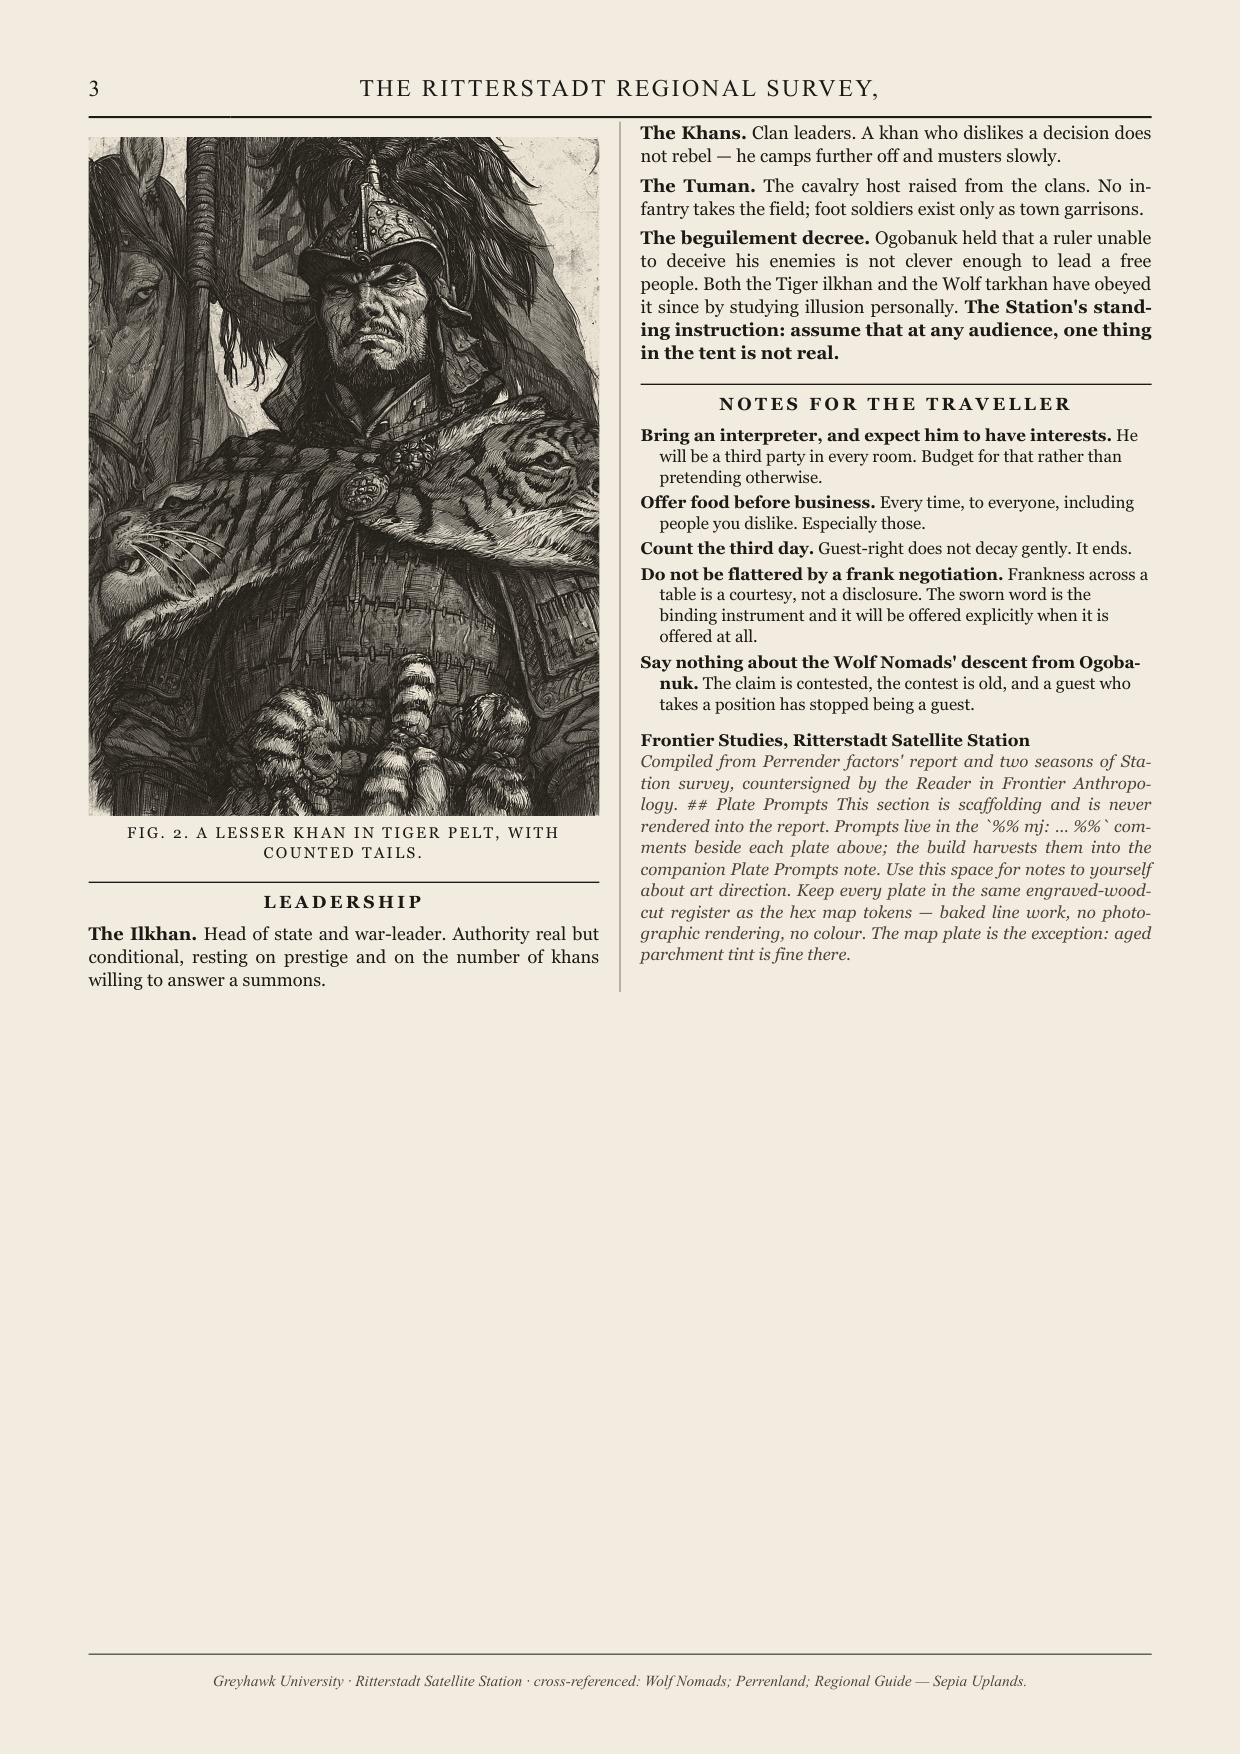 3
THE RITTERSTADT REGIONAL SURVEY,
FIG. 2. A LESSER KHAN IN TIGER PELT, WITH
COUNTED TAILS.
LEADERSHIP
The Ilkhan. Head of state and war-leader. Authority real but
conditional, resting on prestige and on the number of khans
willing to answer a summons.
The Khans. Clan leaders. A khan who dislikes a decision does
not rebel — he camps further off and musters slowly.
The Tuman. The cavalry host raised from the clans. No in-
fantry takes the field; foot soldiers exist only as town garrisons.
The beguilement decree. Ogobanuk held that a ruler unable
to deceive his enemies is not clever enough to lead a free
people. Both the Tiger ilkhan and the Wolf tarkhan have obeyed
it since by studying illusion personally. The Station's stand-
ing instruction: assume that at any audience, one thing
in the tent is not real.
NOTES FOR THE TRAVELLER
Bring an interpreter, and expect him to have interests. He
will be a third party in every room. Budget for that rather than
pretending otherwise.
Offer food before business. Every time, to everyone, including
people you dislike. Especially those.
Count the third day. Guest-right does not decay gently. It ends.
Do not be flattered by a frank negotiation. Frankness across a
table is a courtesy, not a disclosure. The sworn word is the
binding instrument and it will be offered explicitly when it is
offered at all.
Say nothing about the Wolf Nomads' descent from Ogoba-
nuk. The claim is contested, the contest is old, and a guest who
takes a position has stopped being a guest.
Frontier Studies, Ritterstadt Satellite Station
Compiled from Perrender factors' report and two seasons of Sta-
tion survey, countersigned by the Reader in Frontier Anthropo-
logy. ## Plate Prompts This section is scaffolding and is never
rendered into the report. Prompts live in the `%% mj: ... %%` com-
ments beside each plate above; the build harvests them into the
companion Plate Prompts note. Use this space for notes to yourself
about art direction. Keep every plate in the same engraved-wood-
cut register as the hex map tokens — baked line work, no photo-
graphic rendering, no colour. The map plate is the exception: aged
parchment tint is fine there.
Greyhawk University · Ritterstadt Satellite Station · cross-referenced: Wolf Nomads; Perrenland; Regional Guide — Sepia Uplands.